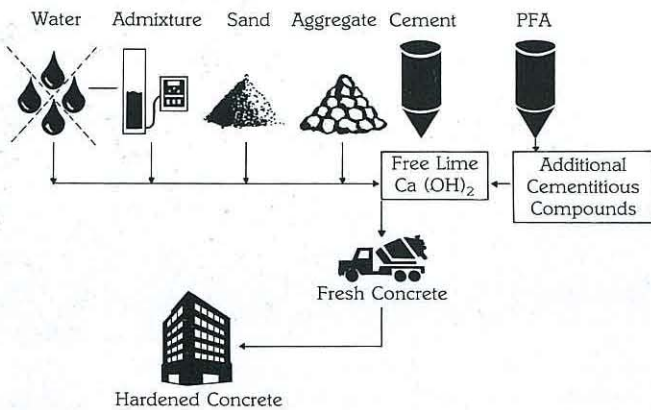 Water Admixture Sand Aggregate Cement PFA
Free Lime
Ca (OH)₂
Additional
Cementitious
Compounds
Fresh Concrete
Hardened Concrete